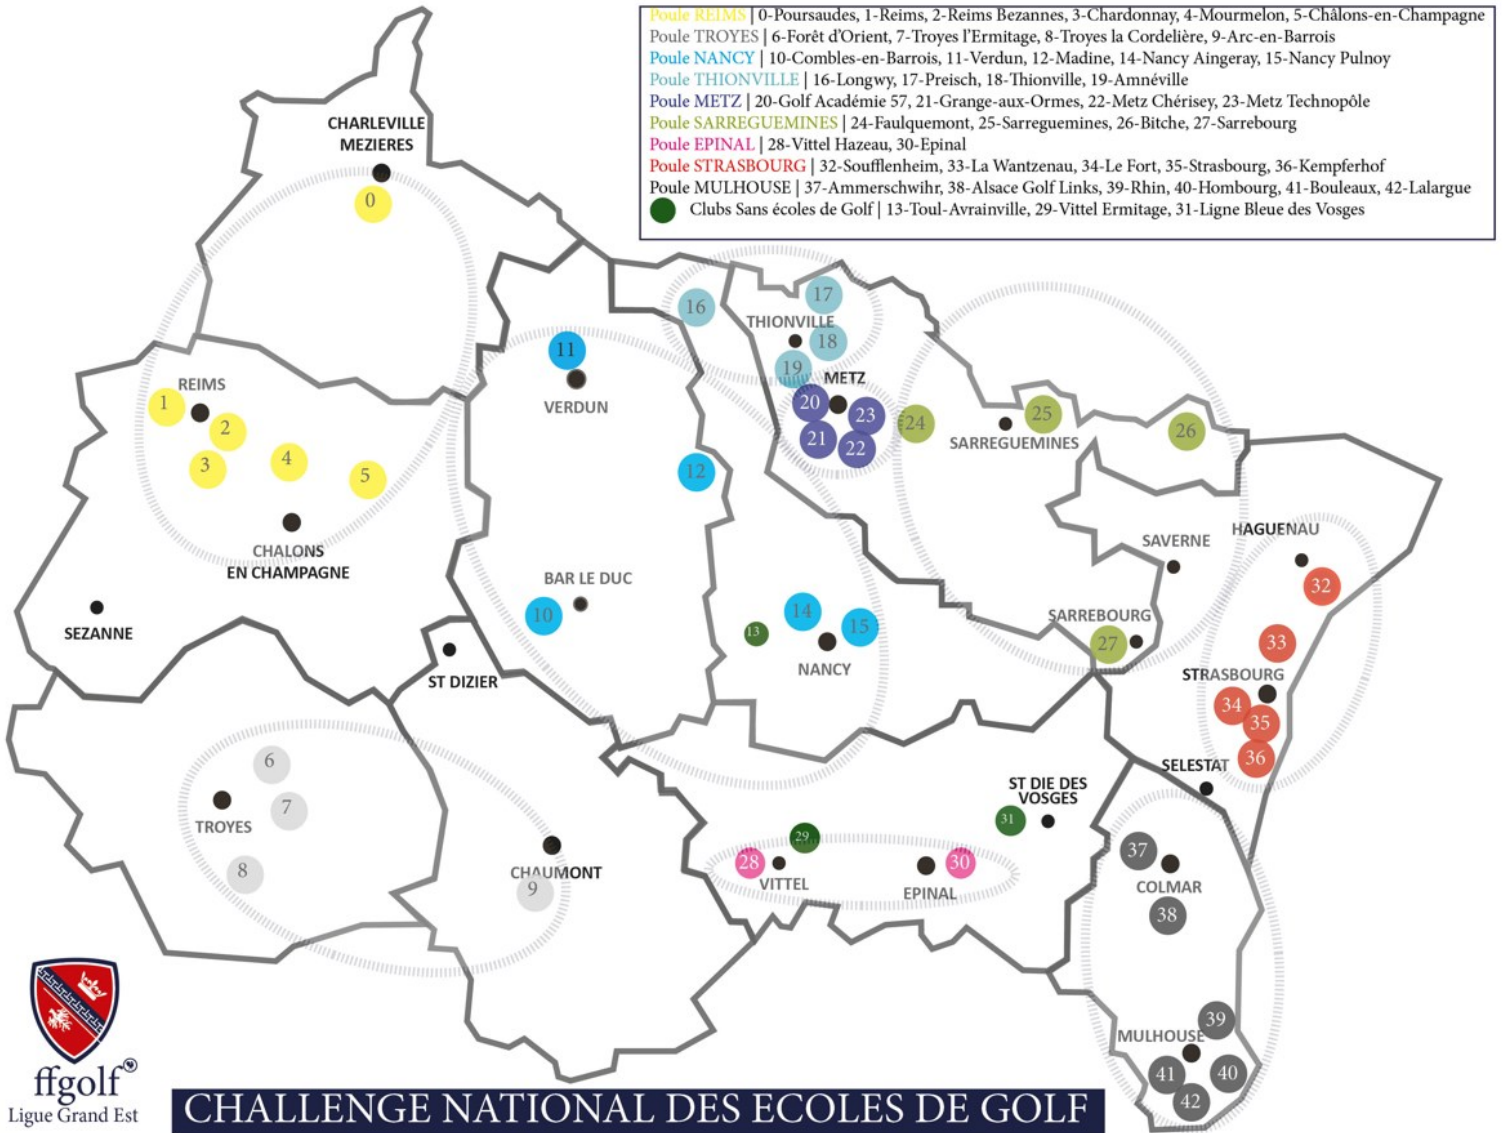 Poule REIMS | 0-Poursaudes, 1-Reims, 2-Reims Bezannes, 3-Chardonnay, 4-Mourmelon, 5-Châlons-en-Champagne
Poule TROYES | 6-Forêt d’Orient, 7-Troyes l’Ermitage, 8-Troyes la Cordelière, 9-Arc-en-Barrois
Poule NANCY | 10-Combles-en-Barrois, 11-Verdun, 12-Madine, 14-Nancy Aingeray, 15-Nancy Pulnoy
Poule THIONVILLE | 16-Longwy, 17-Preisch, 18-Thionville, 19-Amnéville
Poule METZ | 20-Golf Académie 57, 21-Grange-aux-Ormes, 22-Metz Chérisey, 23-Metz Technopôle
Poule SARREGUEMINES | 24-Faulquemont, 25-Sarreguemines, 26-Bitche, 27-Sarrebourg
Poule EPINAL | 28-Vittel Hazeau, 30-Epinal
Poule STRASBOURG | 32-Soufflenheim, 33-La Wantzenau, 34-Le Fort, 35-Strasbourg, 36-Kempferhof
Poule MULHOUSE | 37-Ammerschwihr, 38-Alsace Golf Links, 39-Rhin, 40-Hombourg, 41-Bouleaux, 42-Lalargue
Clubs Sans écoles de Golf | 13-Toul-Avrainville, 29-Vittel Ermitage, 31-Ligne Bleue des Vosges
CHARLEVILLE
MEZIERES
0
16
17
THIONVILLE
18
11
19
METZ
REIMS
1
VERDUN
20
23
24
25
26
SARREGUEMINES
2
21
22
3
4
5
12
CHALONS
EN CHAMPAGNE
HAGUENAU
SAVERNE
BAR LE DUC
32
10
14
15
13
SARREBOURG
27
33
SEZANNE
NANCY
ST DIZIER
STRASBOURG
34
35
36
SELESTAT
6
7
TROYES
8
ST DIE DES
VOSGES
31
29
28
VITTEL
30
EPINAL
CHAUMONT
9
37
COLMAR
38
39
MULHOUSE
41
40
42
ffgolf
Ligue Grand Est
CHALLENGE NATIONAL DES ECOLES DE GOLF